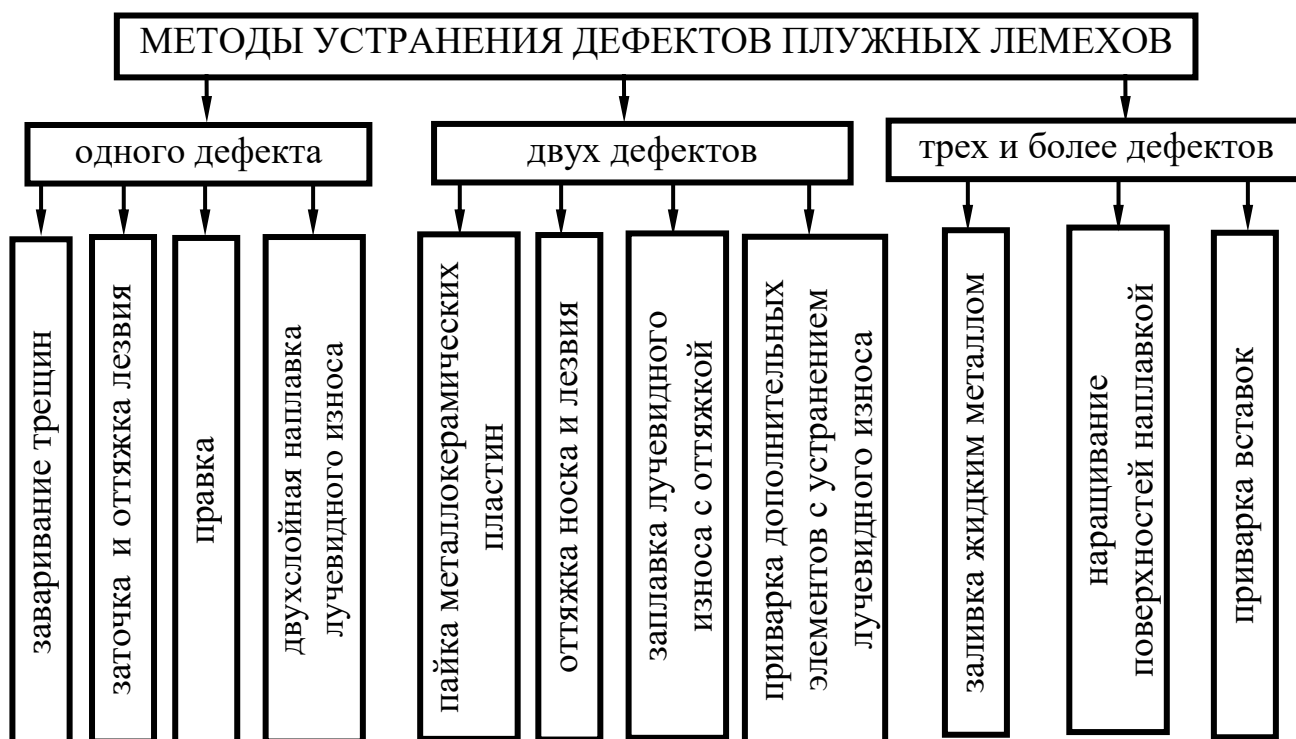 МЕТОДЫ УСТРАНЕНИЯ ДЕФЕКТОВ ПЛУЖНЫХ ЛЕМЕХОВ
одного дефекта
двух дефектов
трех и более дефектов
заваривание трещин
заточка и оттяжка лезвия
правка
двухслойная наплавка
лучевидного износа
пайка металлокерамических
пластин
оттяжка носка и лезвия
заплавка лучевидного
износа с оттяжкой
приварка дополнительных
элементов с устранением
лучевидного износа
заливка жидким металлом
наращивание
поверхностей наплавкой
приварка вставок